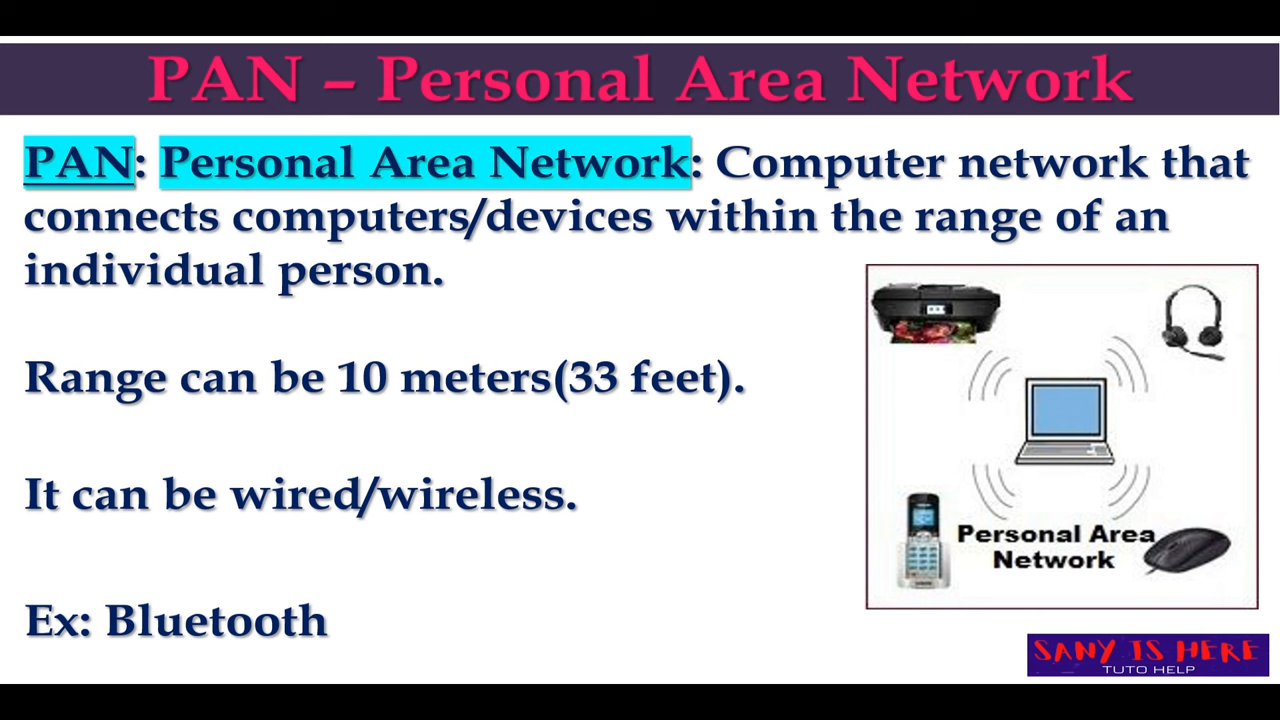 PAN – Personal Area Network
PAN: Personal Area Network: Computer network that
connects computers/devices within the range of an
individual person.
Range can be 10 meters(33 feet).
It can be wired/wireless.
Ex: Bluetooth
Personal Area
Network
SANY IS HERE
TUTO HELP